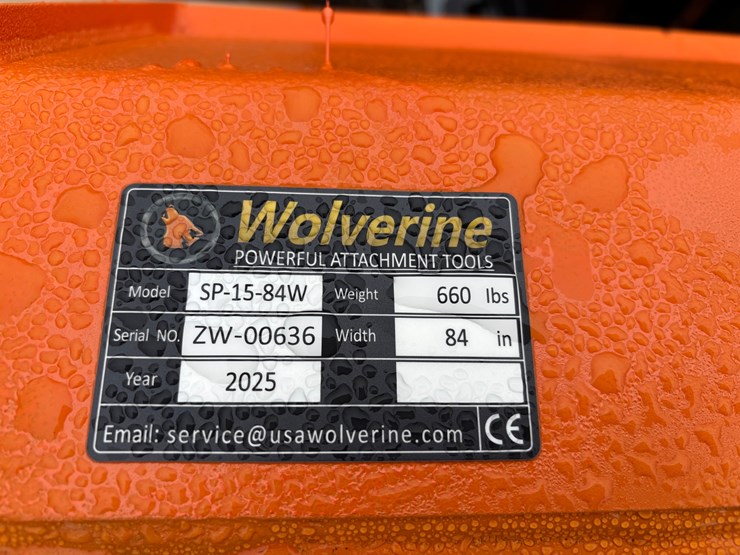 Wolverine
POWERFUL ATTACHMENT TOOLS
Model SP-15-84W Weight 660 lbs
Serial NO. ZW-00636 Width 84 in
Year 2025
Email: service@usawolverine.com CE